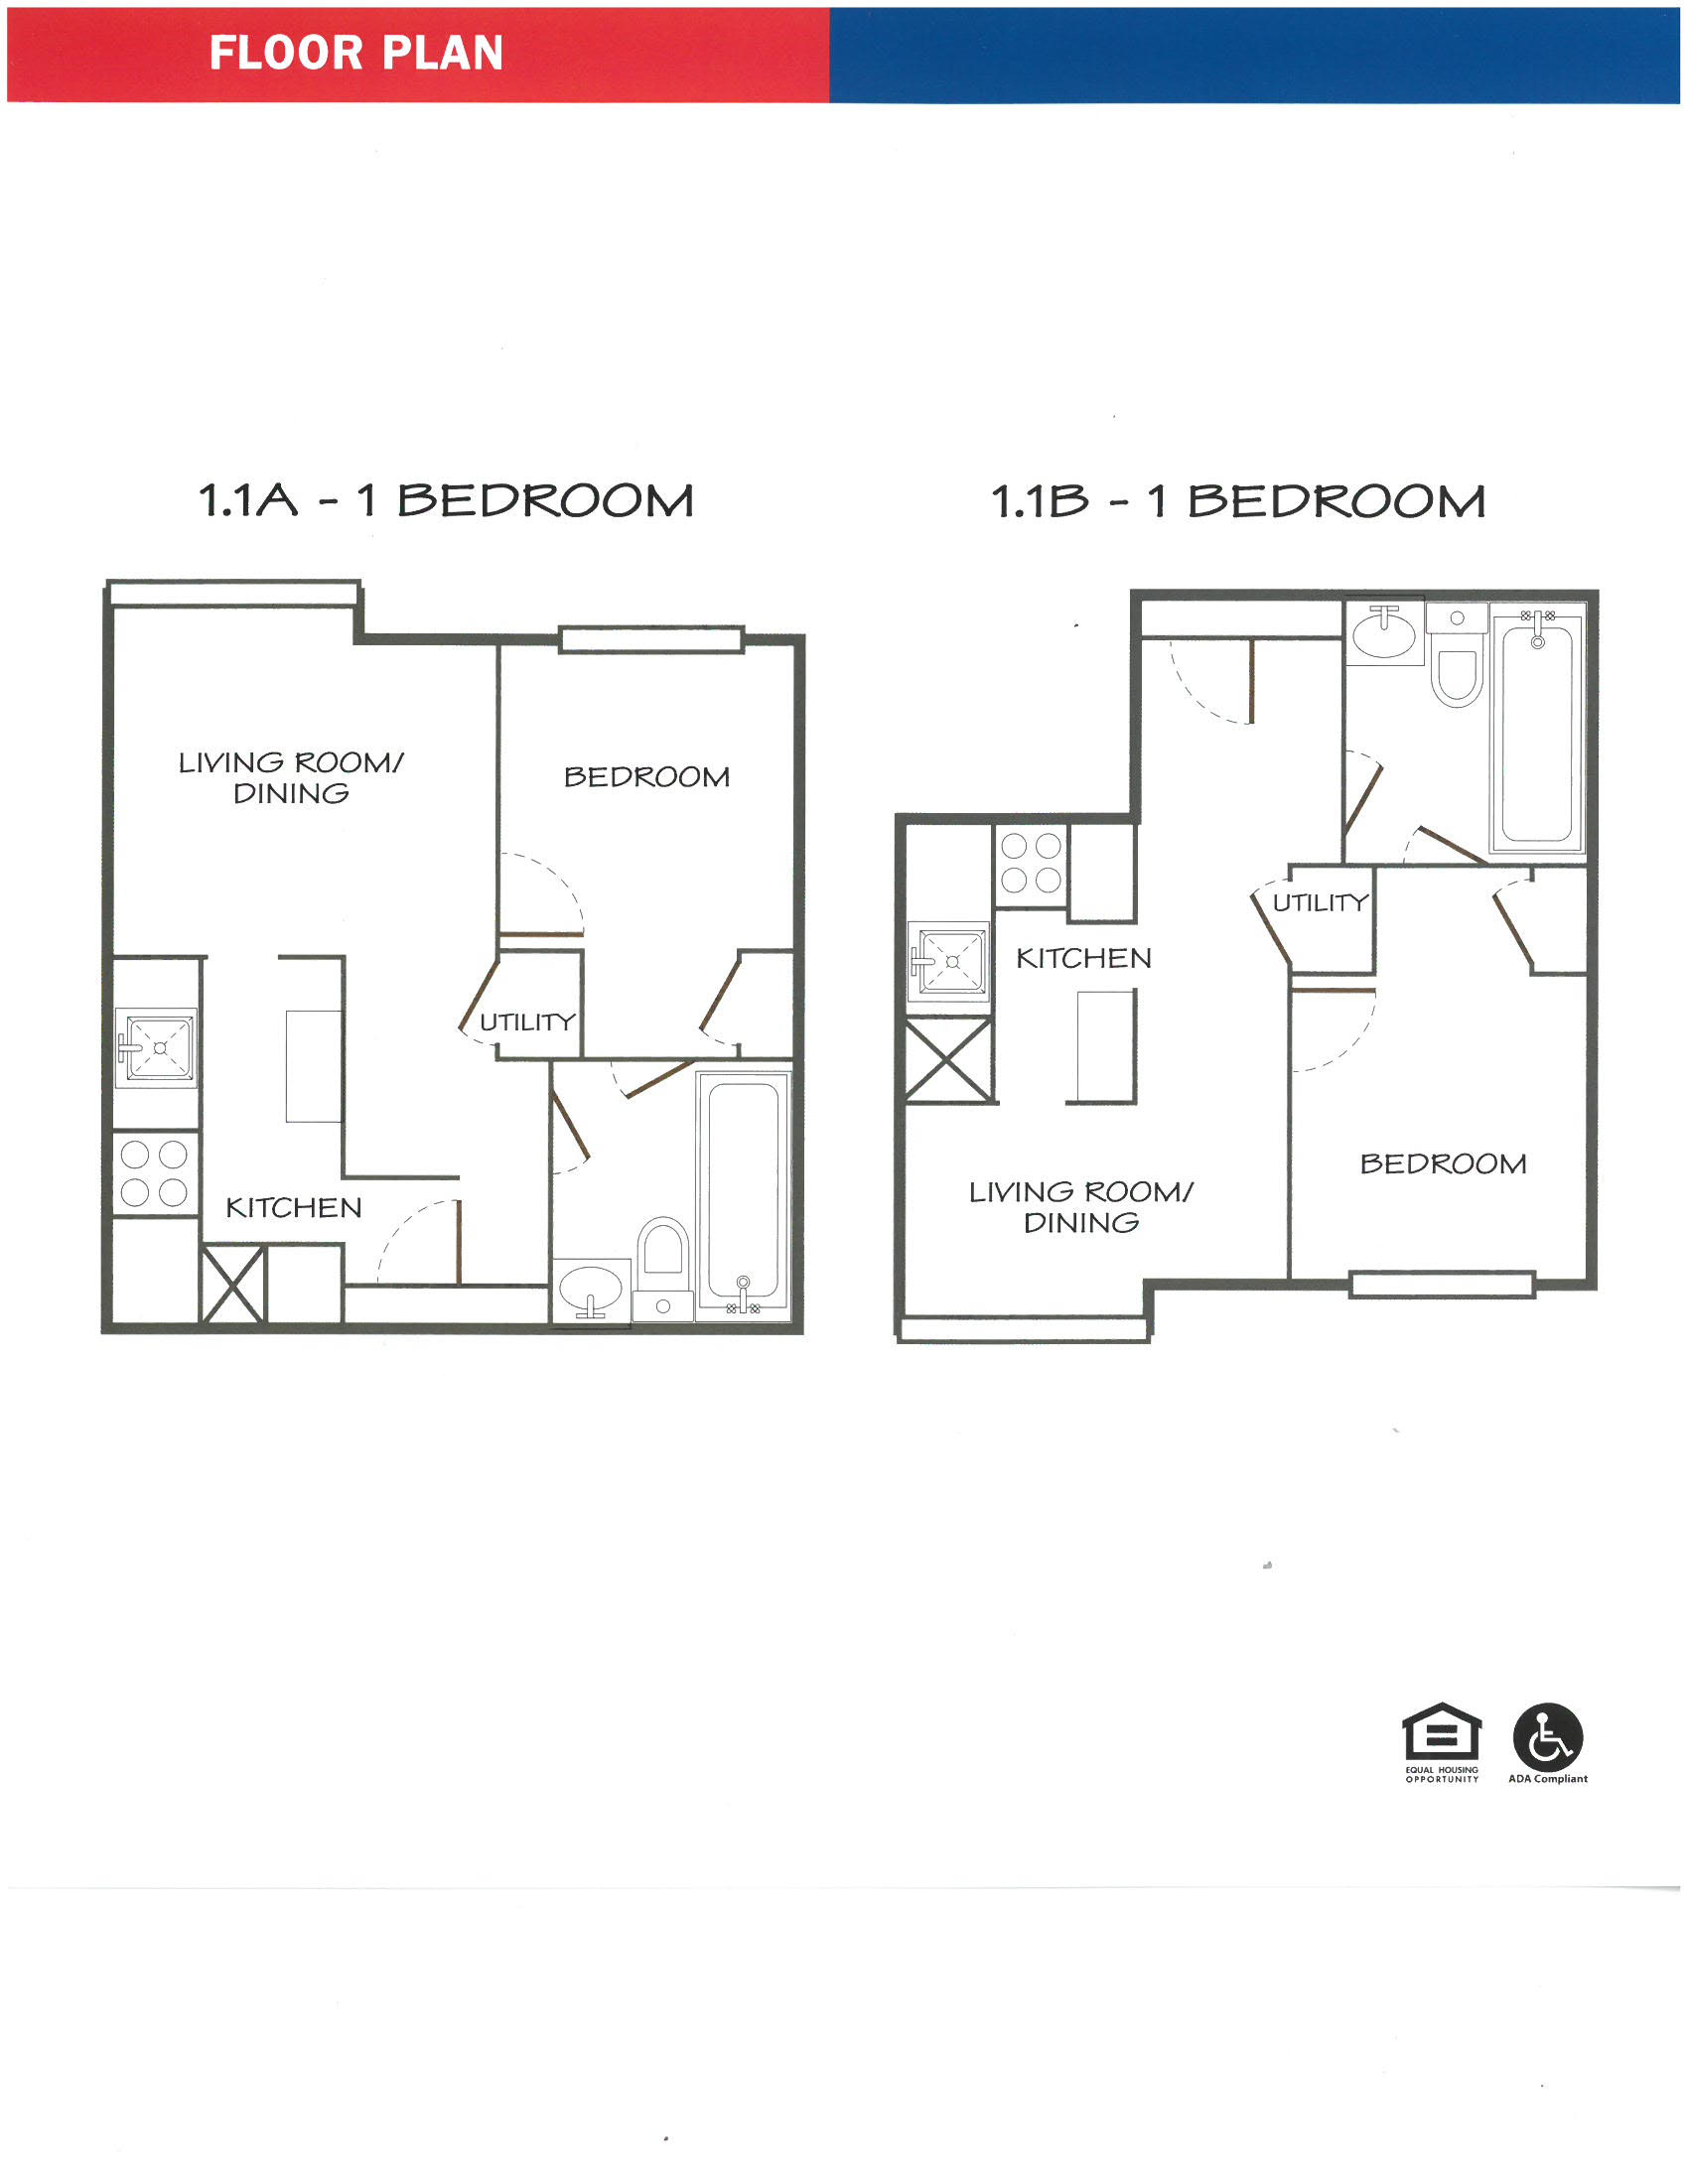 FLOOR PLAN
1.1A - 1 BEDROOM
LIVING ROOM/
DINING
BEDROOM
UTILITY
KITCHEN
1.1B - 1 BEDROOM
UTILITY
KITCHEN
BEDROOM
LIVING ROOM/
DINING
EQUAL HOUSING
OPPORTUNITY
ADA Compliant